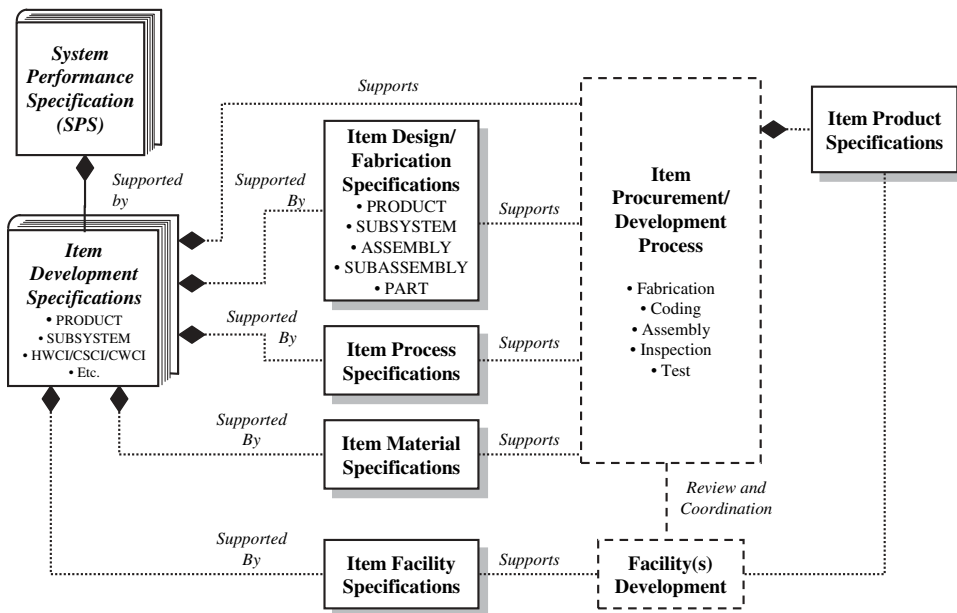 System
Performance
Specification
(SPS)
Supported
by
Item
Development
Specifications
• PRODUCT
• SUBSYSTEM
• HWCI/CSCI/CWCI
• Etc.
Supports
Supported
By
Item Design/
Fabrication
Specifications
• PRODUCT
• SUBSYSTEM
• ASSEMBLY
• SUBASSEMBLY
• PART
Supports
Supported
By
Item Process
Specifications
Supports
Supported
By
Item Material
Specifications
Supports
Supported
By
Item Facility
Specifications
Supports
Item
Procurement/
Development
Process
• Fabrication
• Coding
• Assembly
• Inspection
• Test
Review and
Coordination
Facility(s)
Development
Item Product
Specifications